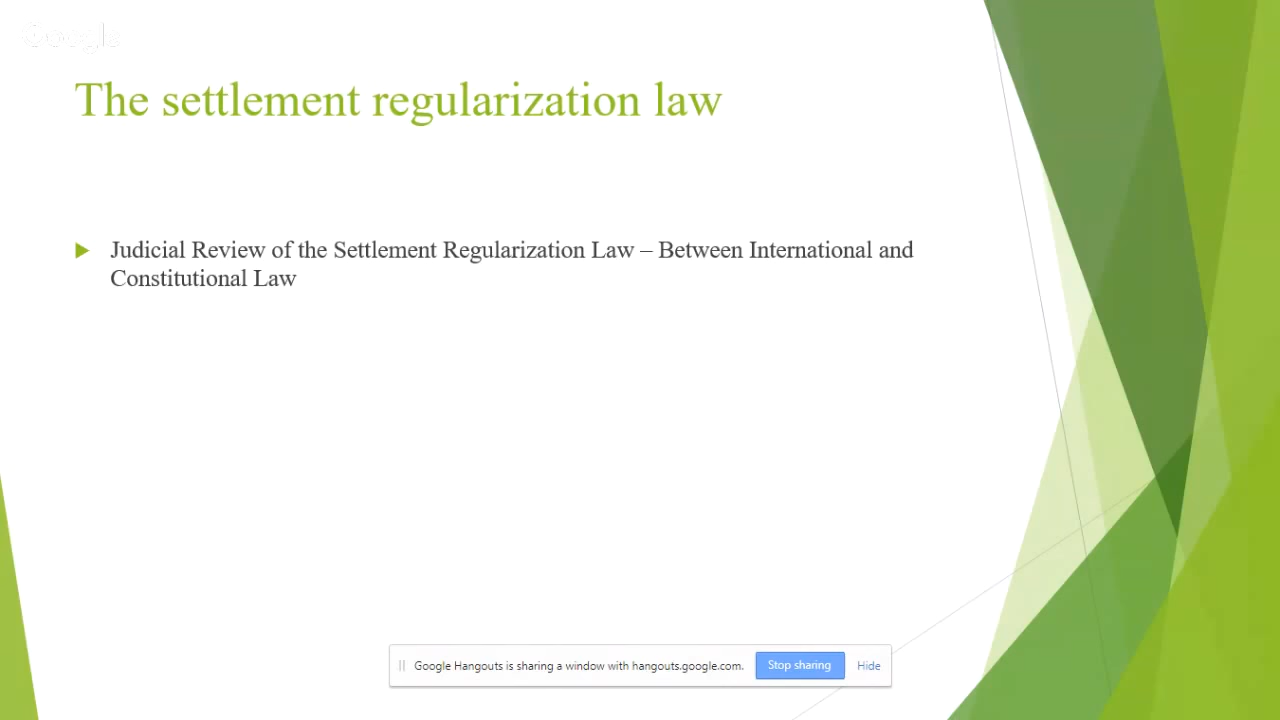 Google
The settlement regularization law
Judicial Review of the Settlement Regularization Law – Between International and
Constitutional Law
Google Hangouts is sharing a window with hangouts.google.com.
Stop sharing
Hide